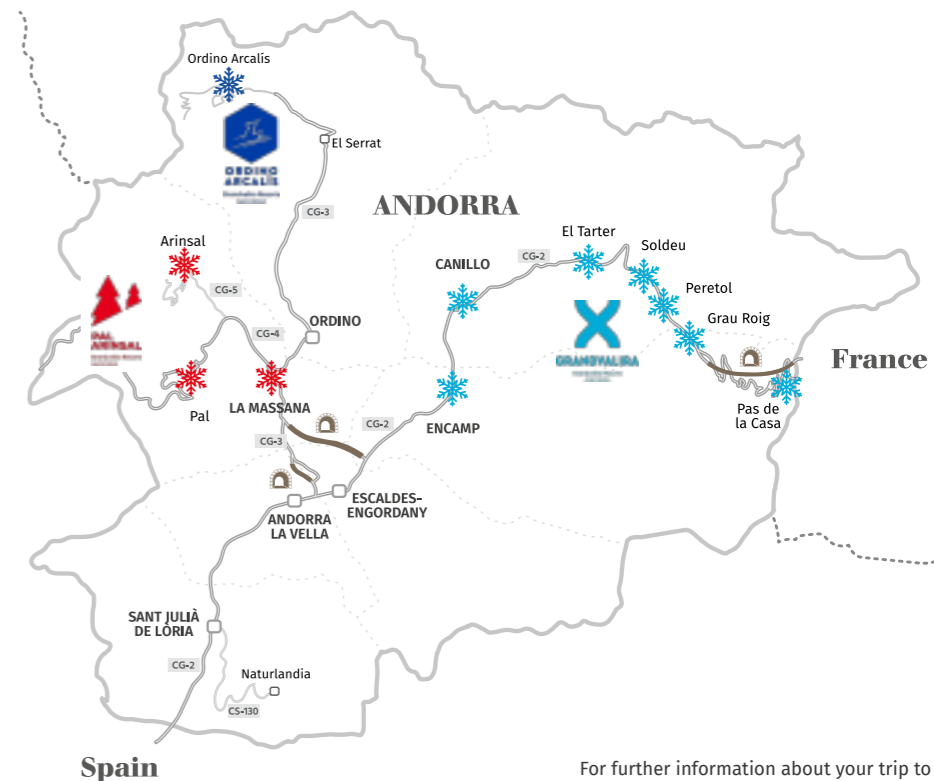 Ordino Arcalís
ORDINO
ARCALÍS
El Serrat
CG-3
ANDORRA
Arinsal
CG-5
PAL
ARINSAL
CG-4
ORDINO
Pal
LA MASSANA
CG-3
CG-2
El Tarter
CG-2
CANILLO
Soldeu
Peretol
Grau Roig
GRANDVALIRA
France
Pas de
la Casa
ENCAMP
ESCALDES-
ENGORDANY
ANDORRA
LA VELLA
SANT JULIÀ
DE LÒRIA
CG-2
Naturlandia
CS-130
Spain
For further information about your trip to